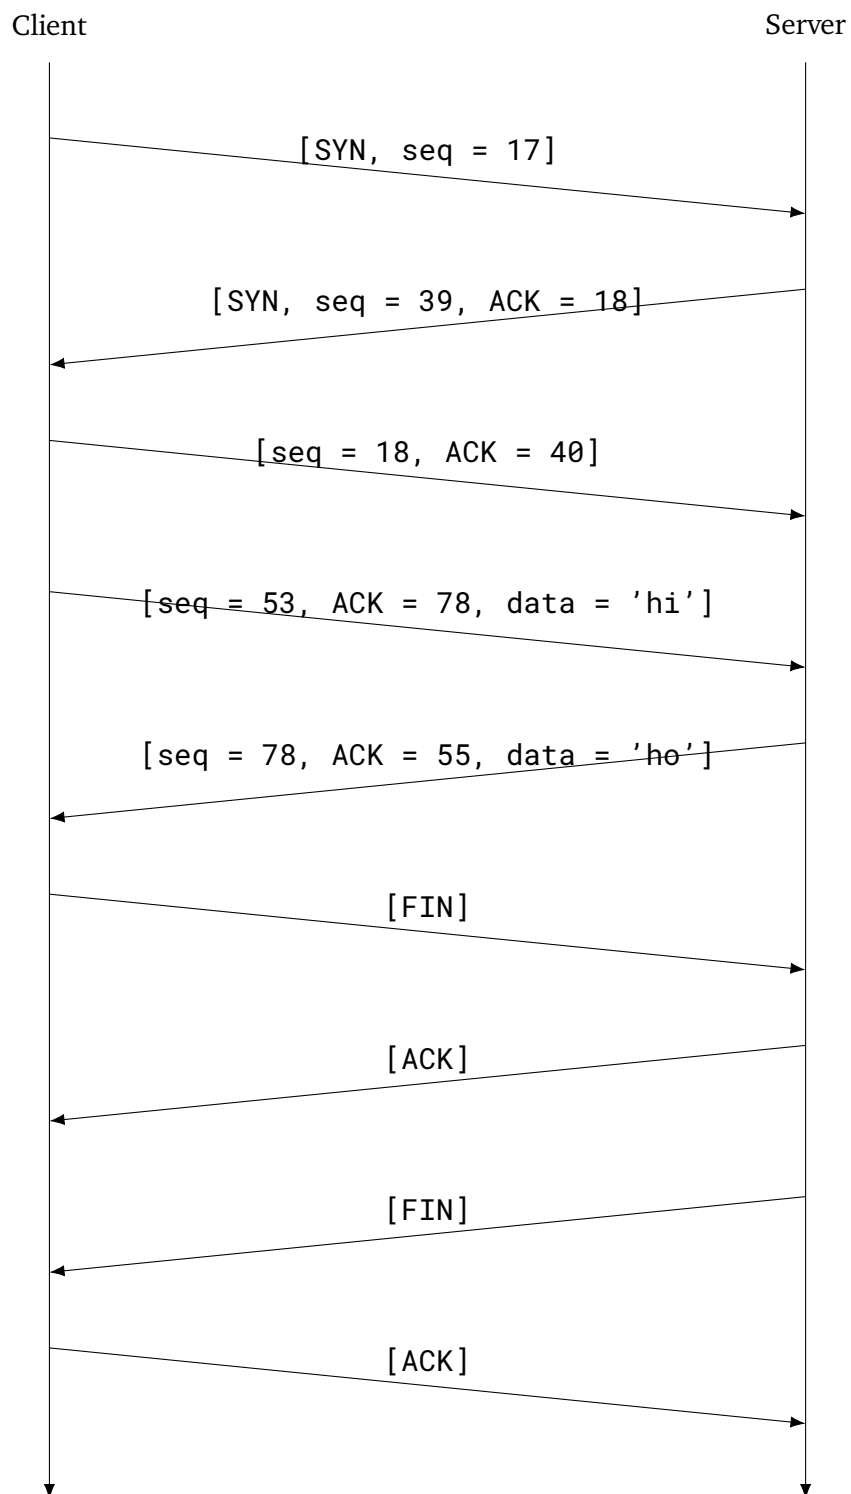 Client Server
[SYN, seq = 17]
[SYN, seq = 39, ACK = 18]
[seq = 18, ACK = 40]
[seq = 53, ACK = 78, data = ’hi’]
[seq = 78, ACK = 55, data = ’ho’]
[FIN]
[ACK]
[FIN]
[ACK]